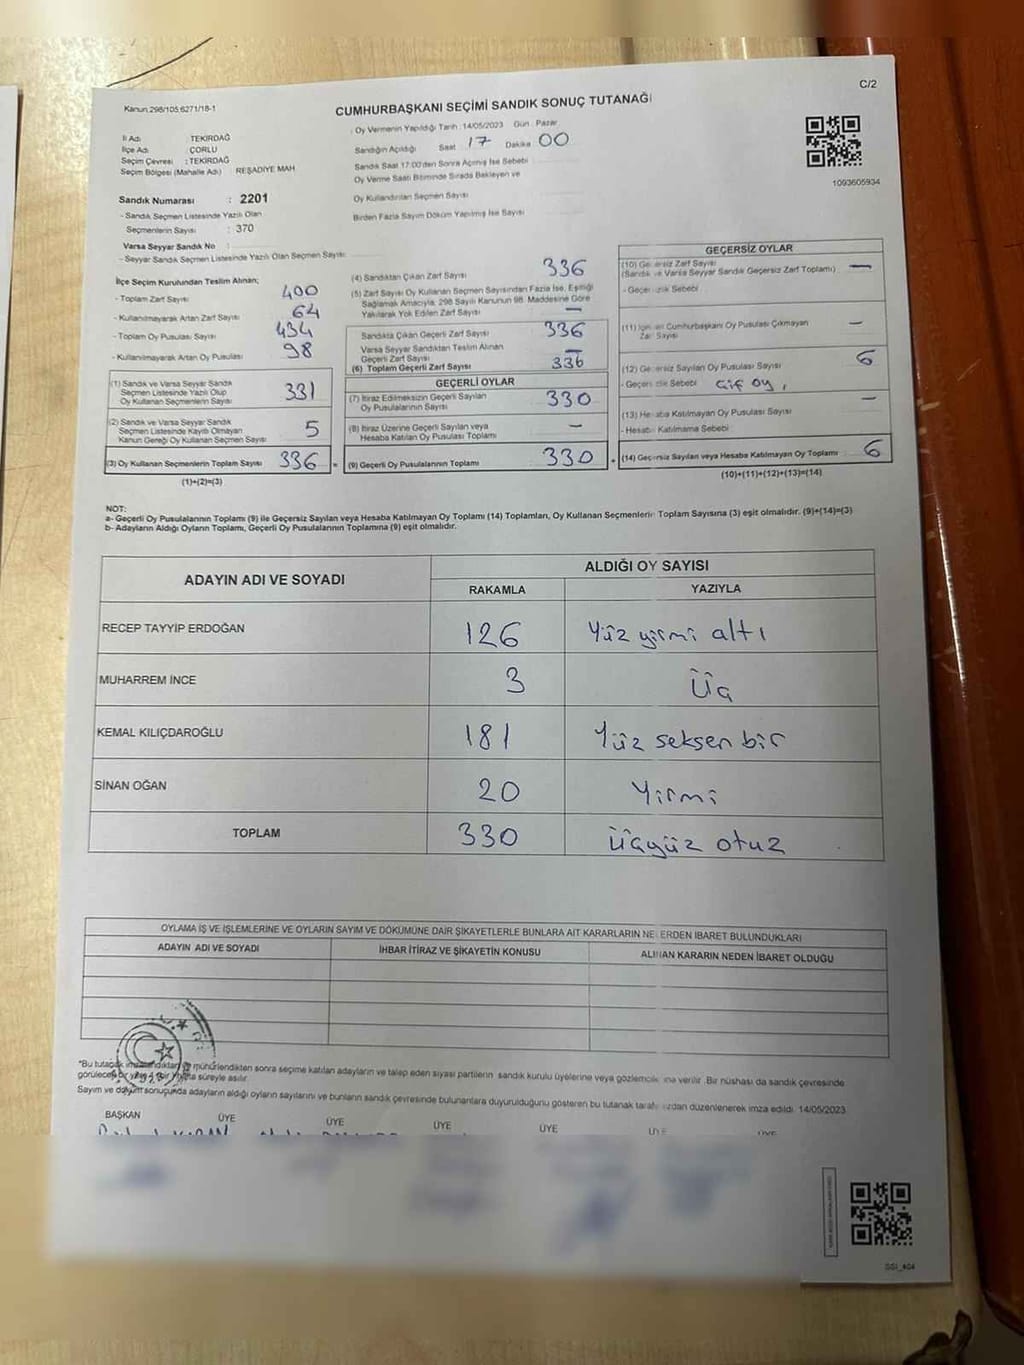 C/2
Kanun 298/105;6271/18-1
CUMHURBAŞKANI SEÇİMİ SANDIK SONUÇ TUTANAĞI
Oy Vermenin Yapıldığı Tarih : 14/05/2023 Gün : Pazar
İl Adı : TEKİRDAĞ
İlçe Adı : ÇORLU
Seçim Çevresi : TEKİRDAĞ
Seçim Bölgesi (Mahalle Adı) : REŞADİYE MAH
Sandığın Açıldığı Saat 17 Dakika 00
Sandık Saat 17:00'den Sonra Açılmış İse Sebebi
Oy Verme Saati Bitiminde Sırada Bekleyen ve
Oy Kullandırılan Seçmen Sayısı
Birden Fazla Sayım Döküm Yapılmış İse Sayısı
1093605934
Sandık Numarası : 2201
- Sandık Seçmen Listesinde Yazılı Olan
Seçmenlerin Sayısı : 370
Varsa Seyyar Sandık No :
- Seyyar Sandık Seçmen Listesinde Yazılı Olan Seçmen Sayısı:
İlçe Seçim Kurulundan Teslim Alınan;
- Toplam Zarf Sayısı 400
- Kullanılmayarak Artan Zarf Sayısı 64
- Toplam Oy Pusulası 434
- Kullanılmayarak Artan Oy Pusulası 98
(1) Sandık ve Varsa Seyyar Sandık
Seçmen Listesinde Yazılı Olup
Oy Kullanan Seçmenlerin Sayısı 331
(2) Sandık ve Varsa Seyyar Sandık
Seçmen Listesinde Kayıtlı Olmayan
Kanun Gereği Oy Kullanan Seçmen Sayısı 5
(3) Oy Kullanan Seçmenlerin Toplam Sayısı 336 =
(1)+(2)=(3)
(4) Sandıktan Çıkan Zarf Sayısı 336
(5) Zarf Sayısı Oy Kullanan Seçmen Sayısından Fazla İse, Eşitliği
Sağlamak Amacıyla, 298 Sayılı Kanunun 98. Maddesine Göre
Yakılarak Yok Edilen Zarf Sayısı —
Sandıkta Çıkan Geçerli Zarf Sayısı 336
Varsa Seyyar Sandıktan Teslim Alınan
Geçerli Zarf Sayısı —
(6) Toplam Geçerli Zarf Sayısı 336
GEÇERLİ OYLAR
(7) İtiraz Edilmeksizin Geçerli Sayılan
Oy Pusulalarının Sayısı 330
(8) İtiraz Üzerine Geçerli Sayılan veya
Hesaba Katılan Oy Pusulası Toplamı —
(9) Geçerli Oy Pusulalarının Toplamı 330 +
GEÇERSİZ OYLAR
(10) Geçersiz Zarf Sayısı
(Sandık ve Varsa Seyyar Sandık Geçersiz Zarf Toplamı) —
- Geçersizlik Sebebi
Cumhurbaşkanı Oy Pusulası Çıkmayan
Zarf Sayısı —
(12) Geçersiz Sayılan Oy Pusulası Sayısı 6
- Geçersizlik Sebebi Çift oy,
(13) Hesaba Katılmayan Oy Pusulası Sayısı —
- Hesaba Katılmama Sebebi
(14) Geçersiz Sayılan veya Hesaba Katılmayan Oy Toplamı 6
(10)+(11)+(12)+(13)=(14)
NOT:
a- Geçerli Oy Pusulalarının Toplamı (9) ile Geçersiz Sayılan veya Hesaba Katılmayan Oy Toplamı (14) Toplamları, Oy Kullanan Seçmenlerin Toplam Sayısına (3) eşit olmalıdır. (9)+(14)=(3)
b- Adayların Aldığı Oyların Toplamı, Geçerli Oy Pusulalarının Toplamına (9) eşit olmalıdır.
ADAYIN ADI VE SOYADI
ALDIĞI OY SAYISI
RAKAMLA YAZIYLA
RECEP TAYYİP ERDOĞAN 126 Yüz yirmi altı
MUHARREM İNCE 3 Üç
KEMAL KILIÇDAROĞLU 181 Yüz seksen bir
SİNAN OĞAN 20 Yirmi
TOPLAM 330 Üçyüz otuz
OYLAMA İŞ VE İŞLEMLERİNE VE OYLARIN SAYIM VE DÖKÜMÜNE DAİR ŞİKAYETLERLE BUNLARA AİT KARARLARIN NELERDEN İBARET BULUNDUKLARI
ADAYIN ADI VE SOYADI İHBAR İTİRAZ VE ŞİKAYETİN KONUSU ALINAN KARARIN NEDEN İBARET OLDUĞU
*Bu tutanak imzalandıktan ve mühürlendikten sonra seçime katılan adayların ve talep eden siyasi partilerin sandık kurulu üyelerine veya gözlemcilerine verilir. Bir nüshası da sandık çevresinde
görülecek bir yere süreyle asılır.
Sayım ve döküm sonucunda adayların aldığı oyların sayılarını ve bunların sandık çevresinde bulunanlara duyurulduğunu gösteren bu tutanak tarafımızdan düzenlenerek imza edildi. 14/05/2023
BAŞKAN ÜYE ÜYE ÜYE ÜYE ÜYE ÜYE